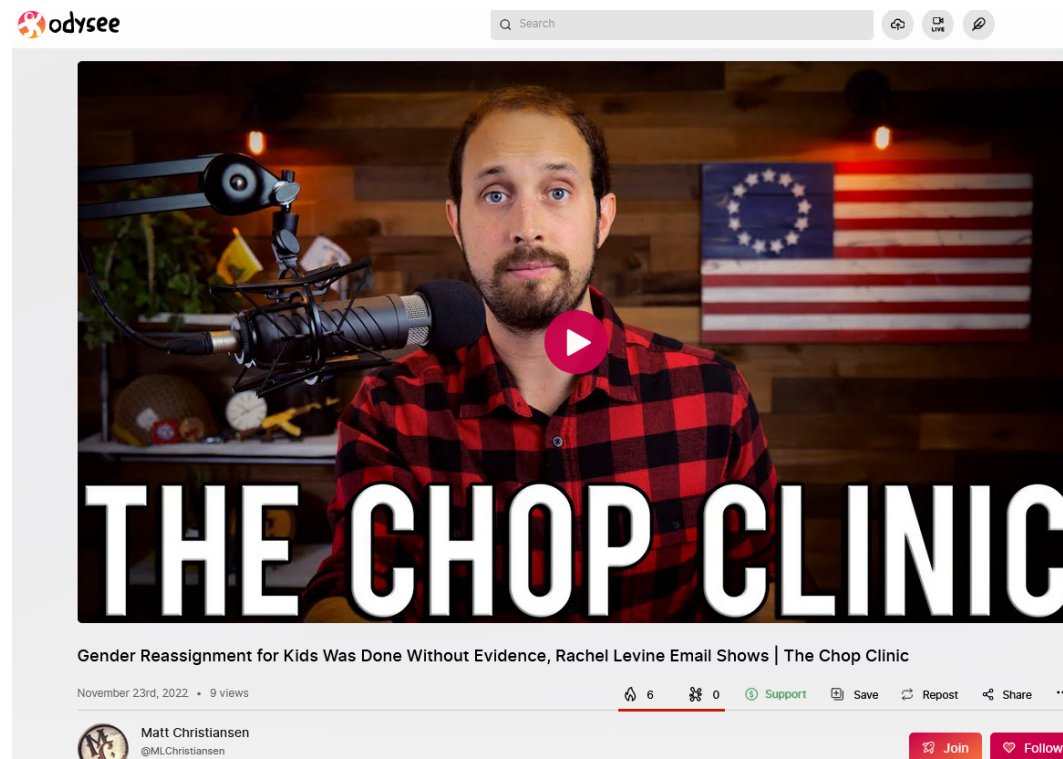 odysee
Search
LIVE
THE CHOP CLINIC
Gender Reassignment for Kids Was Done Without Evidence, Rachel Levine Email Shows | The Chop Clinic
November 23rd, 2022 • 9 views
6
0
Support
Save
Repost
Share
Matt Christiansen
@MLChristiansen
Join
Follow